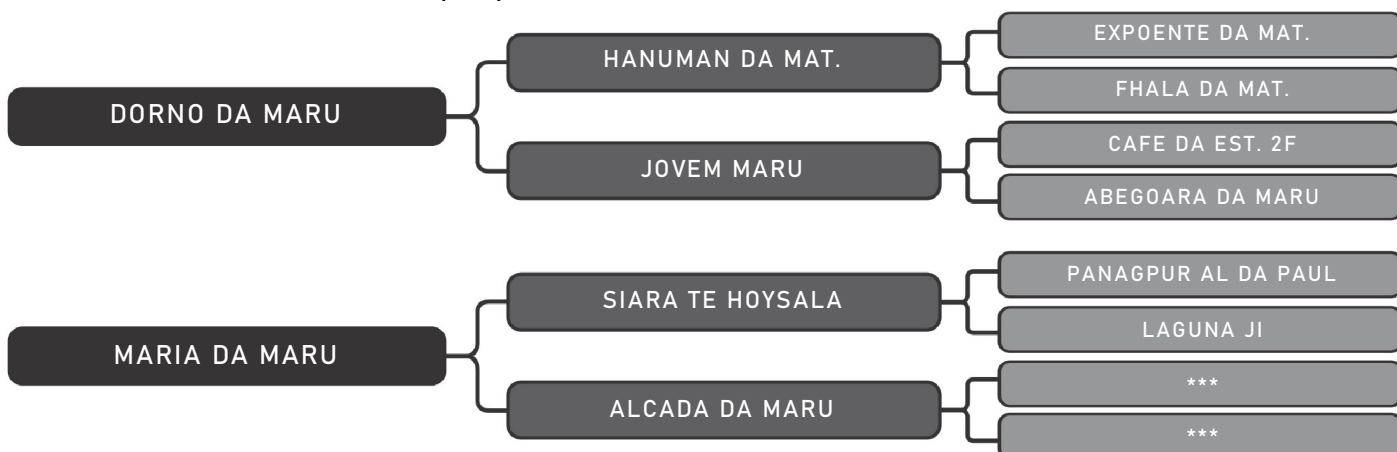 DORNO DA MARU
HANUMAN DA MAT.
EXPOENTE DA MAT.
FHALA DA MAT.
JOVEM MARU
CAFE DA EST. 2F
ABEGOARA DA MARU
MARIA DA MARU
SIARA TE HOYSALA
PANAGPUR AL DA PAUL
LAGUNA JI
ALCADA DA MARU
***
***